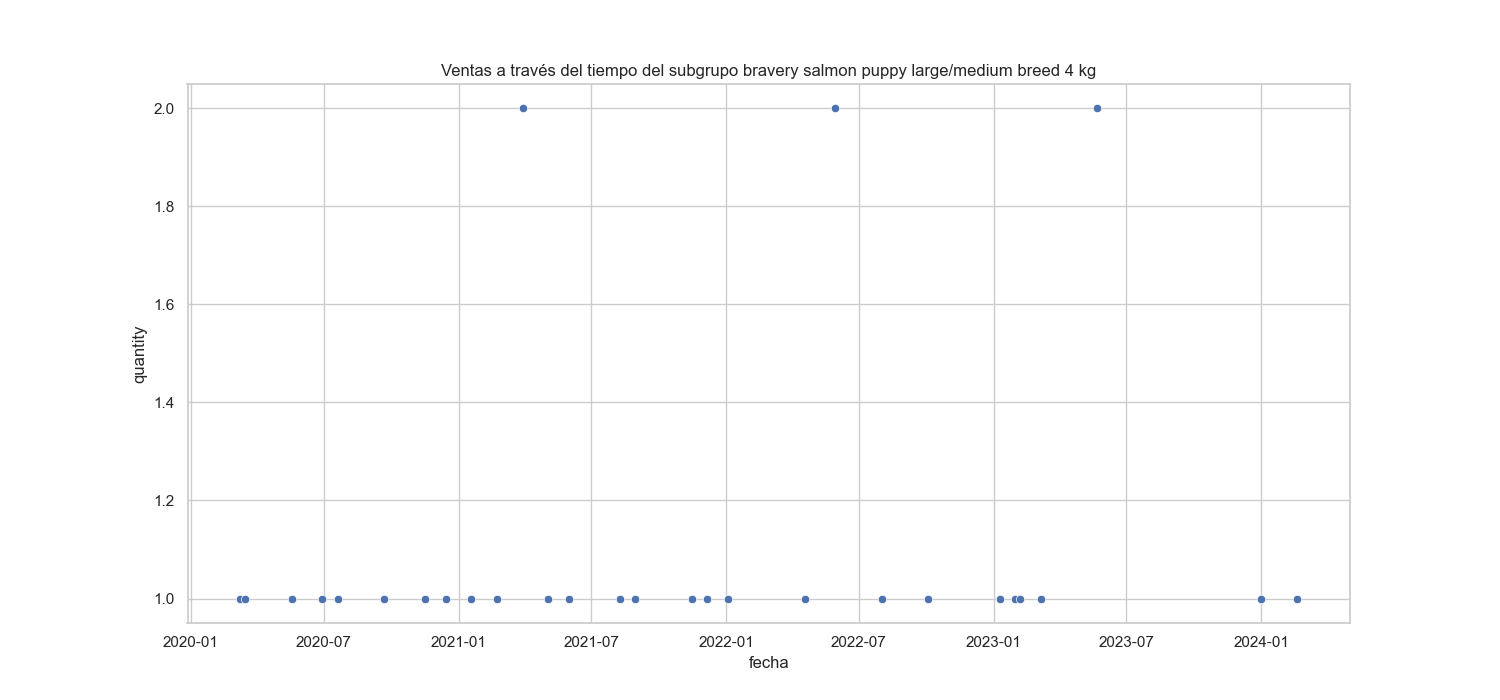 Ventas a través del tiempo del subgrupo bravery salmon puppy large/medium breed 4 kg
2.0
1.8
1.6
1.4
1.2
1.0
quantity
2020-01 2020-07 2021-01 2021-07 2022-01 2022-07 2023-01 2023-07 2024-01
fecha